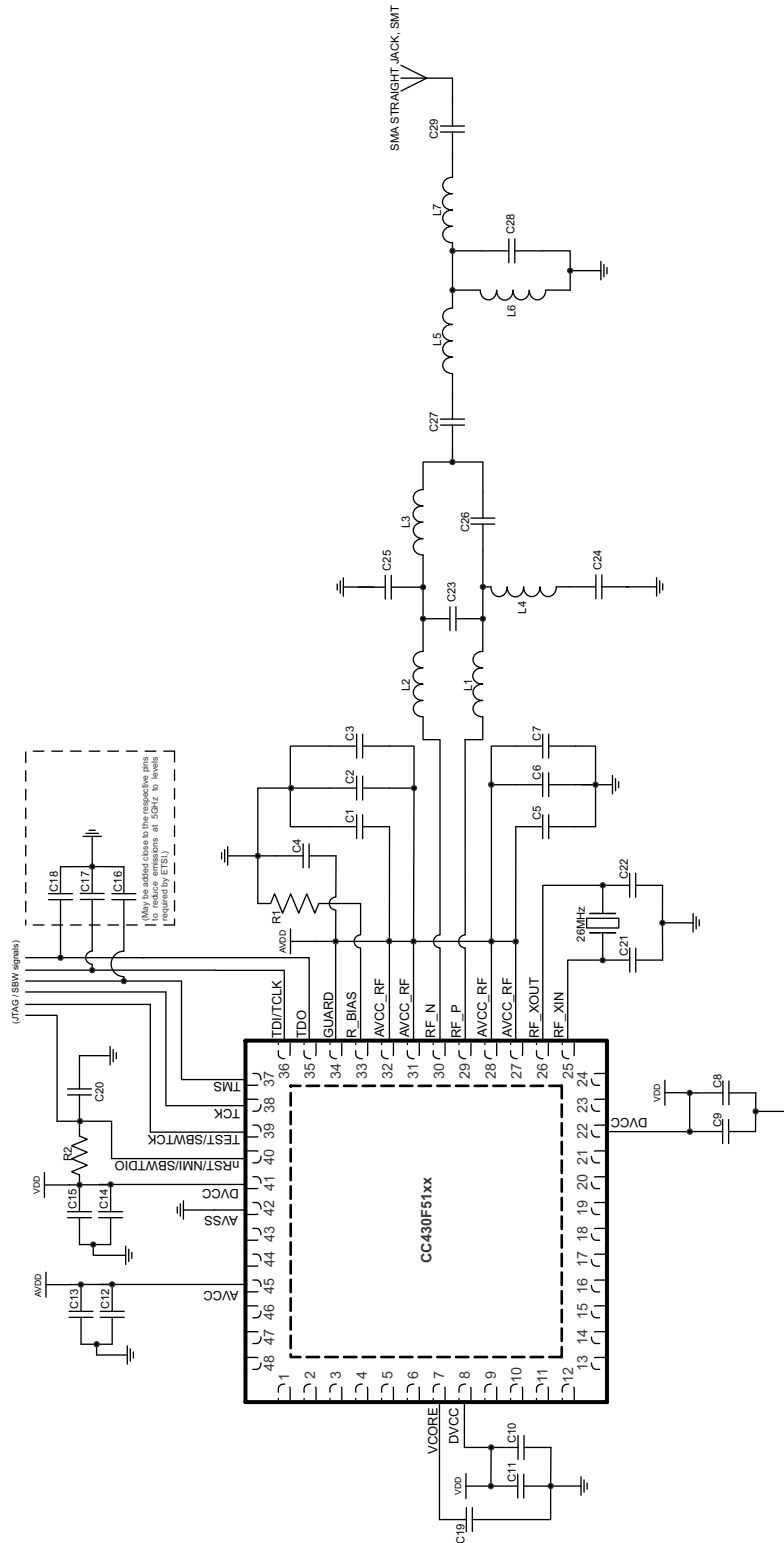 SMA STRAIGHT JACK, SMT
C29
L7
C28
L6
L5
C27
L3
C26
C25
C23
L4
C24
L2
L1
C3
C2
C1
C4
R1
C7
C6
C5
C22
26MHz
C21
AVDD
C18
C17
C16
(May be added close to the respective pins
to reduce emissions at 5GHz to levels
required by ETSI.)
(JTAG / SBW signals)
TDI/TCLK
TDO
GUARD
R_BIAS
AVCC_RF
AVCC_RF
RF_N
RF_P
AVCC_RF
AVCC_RF
RF_XOUT
RF_XIN
36
35
34
33
32
31
30
29
28
27
26
25
TMS
TCK
TEST/SBWTCK
nRST/NMI/SBWTDIO
DVCC
AVSS
AVCC
37
38
39
40
41
42
43
44
45
46
47
48
C20
R2
VDD
C15
C14
AVDD
C13
C12
CC430F51xx
24
23
22
21
20
19
18
17
16
15
14
13
DVCC
VDD
C8
C9
1
2
3
4
5
6
7
8
9
10
11
12
VCORE
DVCC
VDD
C10
C11
C19